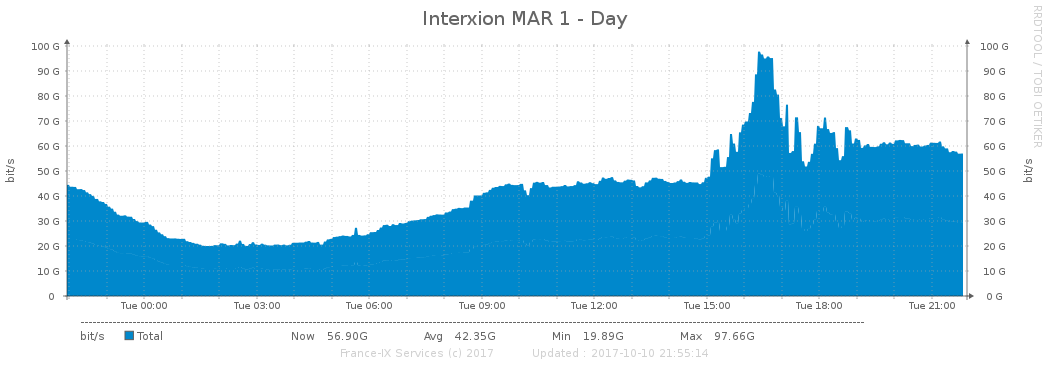 Interxion MAR 1 - Day
RRDTOOL / TOBI OETIKER
bit/s
bit/s
100 G 100 G
90 G 90 G
80 G 80 G
70 G 70 G
60 G 60 G
50 G 50 G
40 G 40 G
30 G 30 G
20 G 20 G
10 G 10 G
0 0 G
Tue 00:00 Tue 03:00 Tue 06:00 Tue 09:00 Tue 12:00 Tue 15:00 Tue 18:00 Tue 21:00
bit/s Total Now 56.90G Avg 42.35G Min 19.89G Max 97.66G
France-IX Services (c) 2017 Updated : 2017-10-10 21:55:14